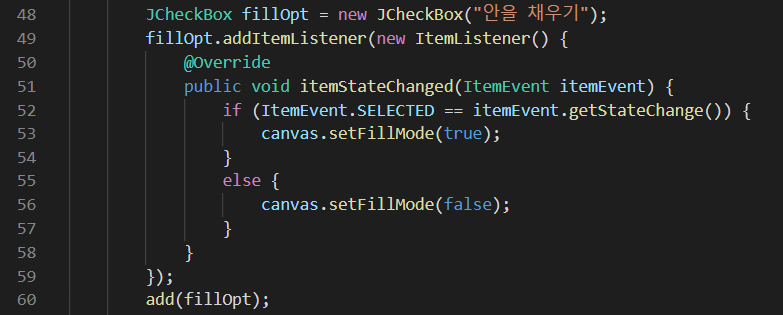 48 JCheckBox fillOpt = new JCheckBox("안을 채우기");
49 fillOpt.addItemListener(new ItemListener() {
50 @Override
51 public void itemStateChanged(ItemEvent itemEvent) {
52 if (ItemEvent.SELECTED == itemEvent.getStateChange()) {
53 canvas.setFillMode(true);
54 }
55 else {
56 canvas.setFillMode(false);
57 }
58 }
59 });
60 add(fillOpt);